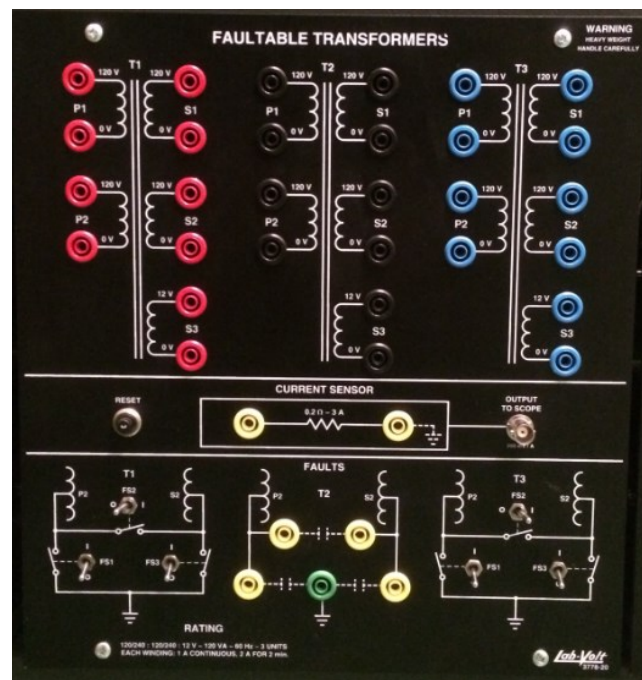 FAULTABLE TRANSFORMERS
WARNING
HEAVY WEIGHT
HANDLE CAREFULLY
T1
T2
T3
120 V 120 V 120 V 120 V 120 V 120 V
P1 S1 P1 S1 P1 S1
0 V 0 V 0 V 0 V 0 V 0 V
120 V 120 V 120 V 120 V 120 V 120 V
P2 S2 P2 S2 P2 S2
0 V 0 V 0 V 0 V 0 V 0 V
12 V 12 V 12 V
S3 S3 S3
0 V 0 V 0 V
CURRENT SENSOR
RESET
0.2 Ω – 3 A
OUTPUT
TO SCOPE
FAULTS
T1 T2 T3
P2 FS2 S2 P2 S2 P2 FS2 S2
O I O I
I I I I
FS1 FS3 FS1 FS3
O O O O
RATING
120/240 : 120/240 : 12 V – 120 VA – 60 Hz – 3 UNITS
EACH WINDING: 1 A CONTINUOUS, 2 A FOR 2 min.
Lab-Volt
3778-20